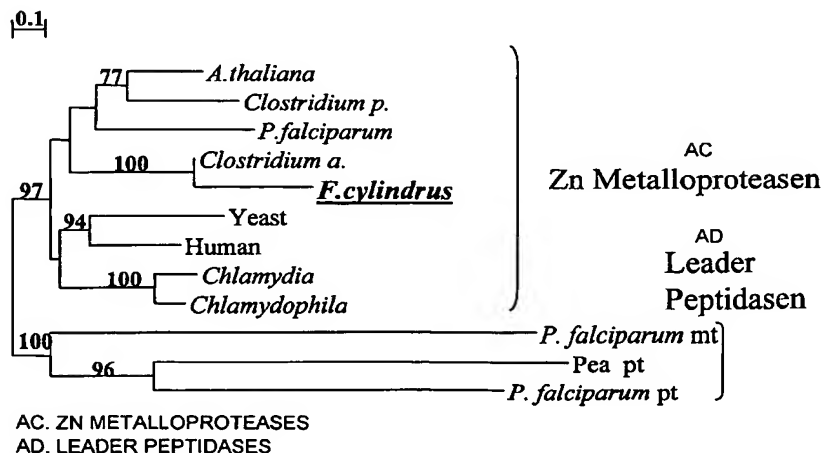 0.1
77
A.thaliana
Clostridium p.
P.falciparum
100
Clostridium a.
F.cylindrus
97
94
Yeast
Human
100
Chlamydia
Chlamydophila
AC
Zn Metalloproteasen
AD
Leader
Peptidasen
100
P. falciparum mt
96
Pea pt
P. falciparum pt
AC. ZN METALLOPROTEASES
AD. LEADER PEPTIDASES